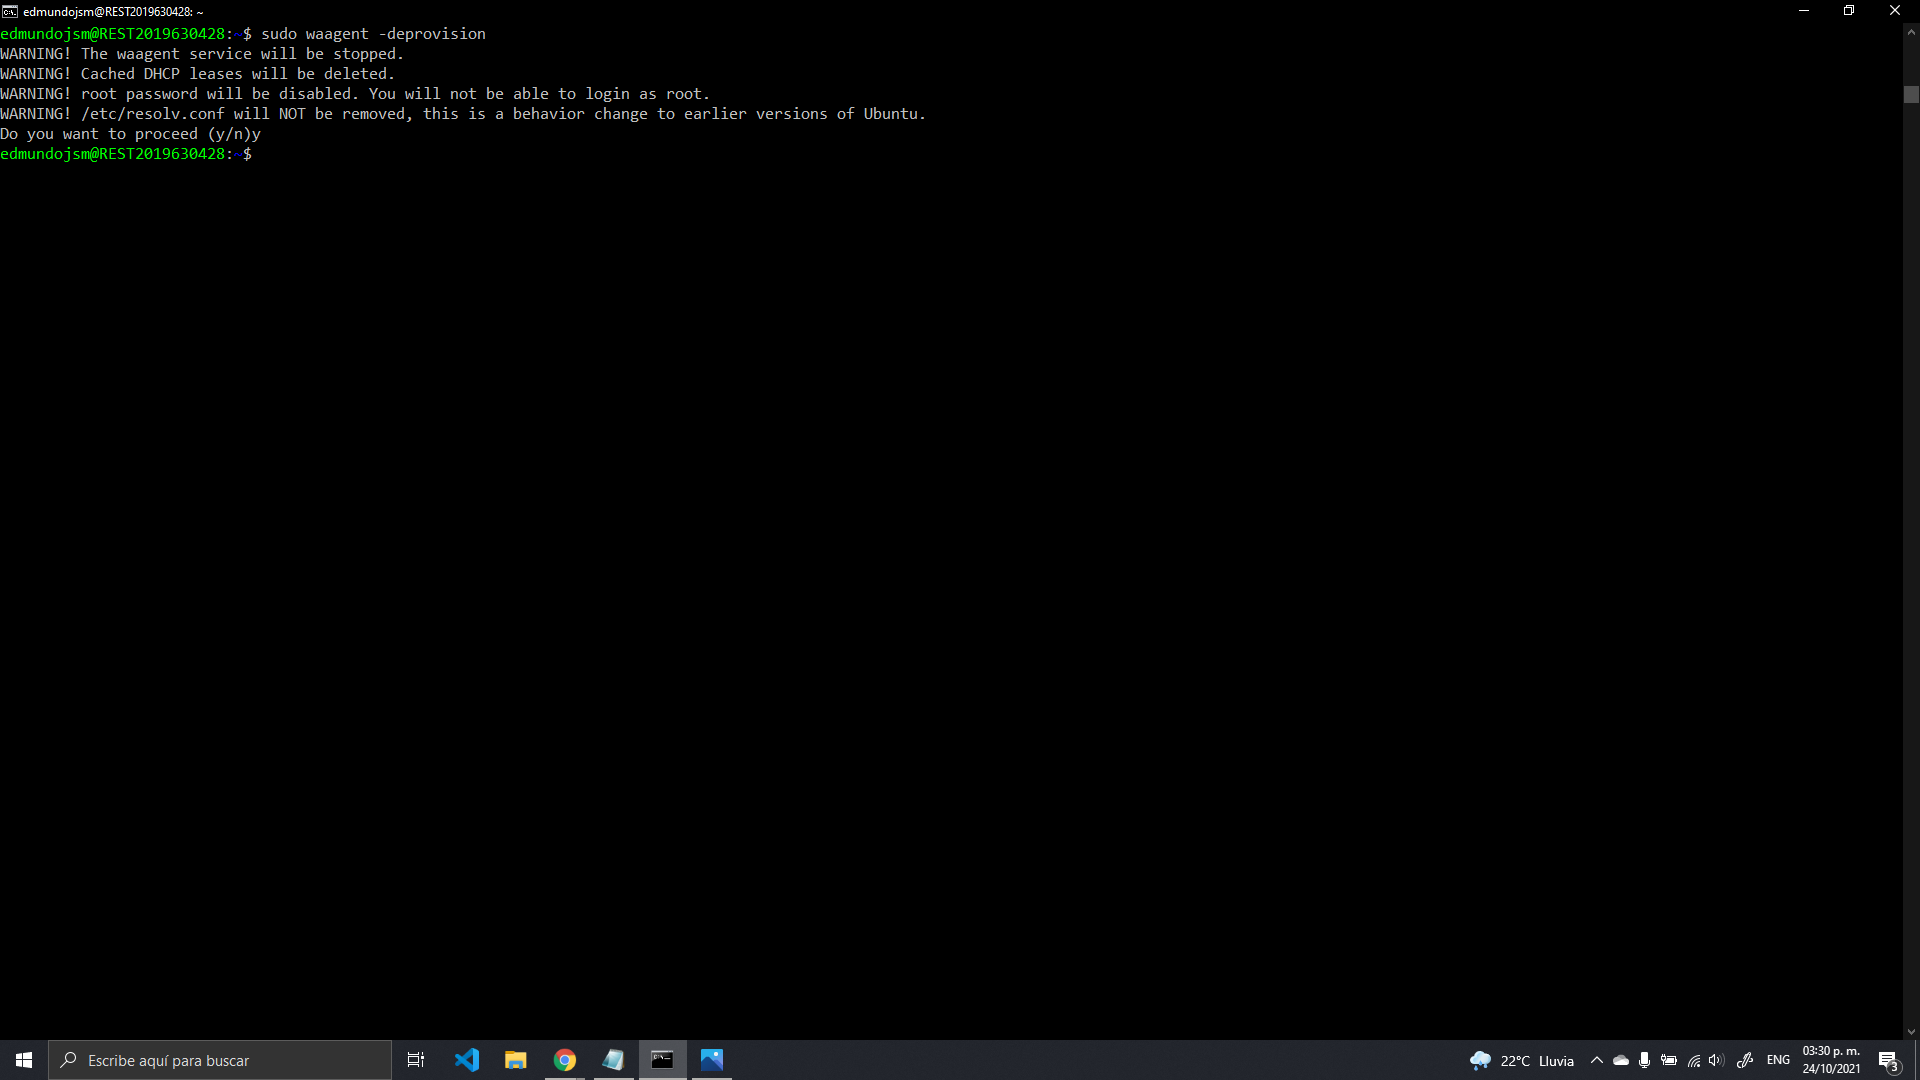 edmundojsm@REST2019630428: ~
edmundojsm@REST2019630428:~$ sudo waagent -deprovision
WARNING! The waagent service will be stopped.
WARNING! Cached DHCP leases will be deleted.
WARNING! root password will be disabled. You will not be able to login as root.
WARNING! /etc/resolv.conf will NOT be removed, this is a behavior change to earlier versions of Ubuntu.
Do you want to proceed (y/n)y
edmundojsm@REST2019630428:~$
Escribe aquí para buscar
22°C Lluvia
ENG
03:30 p. m.
24/10/2021
3